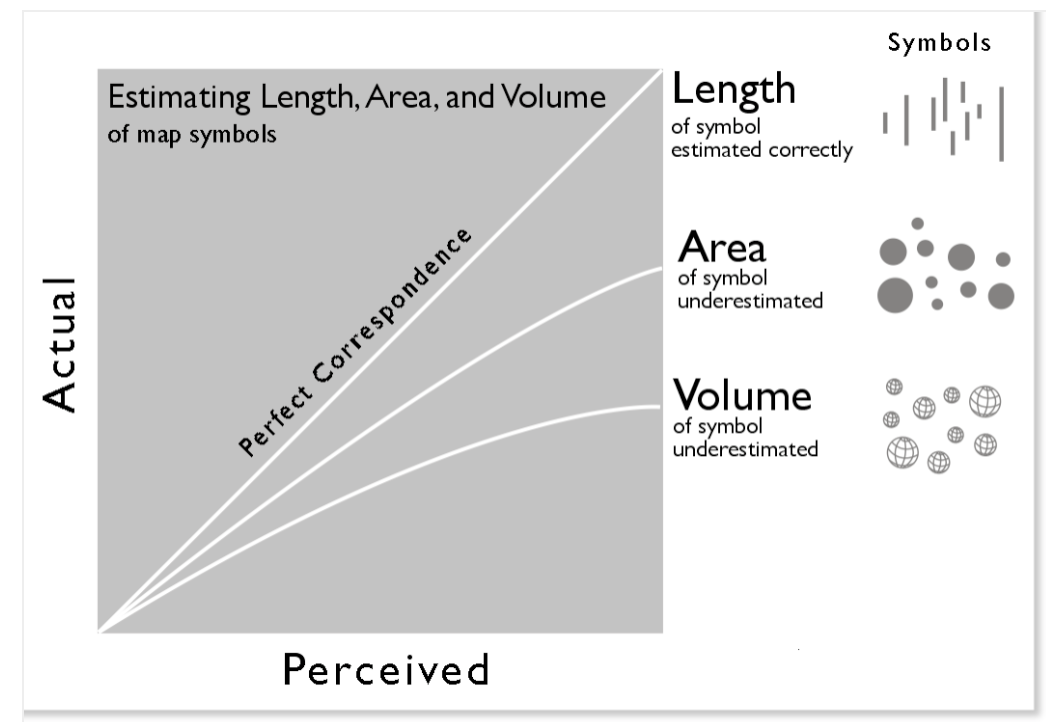 Symbols
Estimating Length, Area, and Volume
of map symbols
Length
of symbol
estimated correctly
Perfect Correspondence
Area
of symbol
underestimated
Actual
Volume
of symbol
underestimated
Perceived